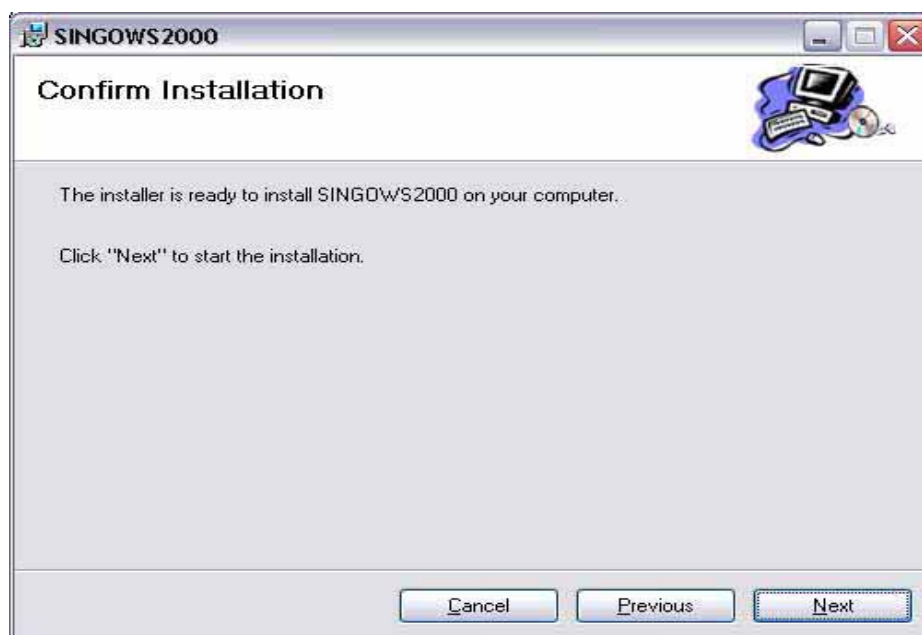 SINGOWS2000
Confirm Installation
The installer is ready to install SINGOWS2000 on your computer.
Click "Next" to start the installation.
Cancel
Previous
Next